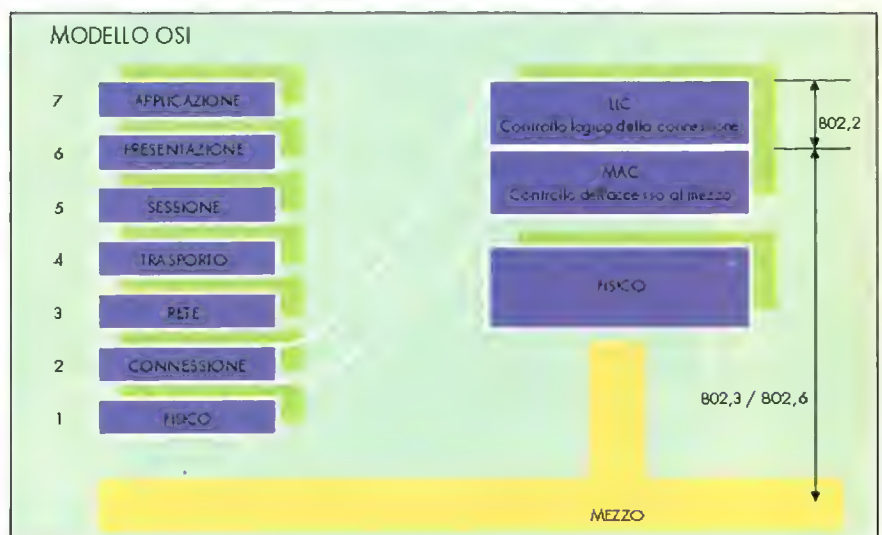 MODELLO OSI
7 APPLICAZIONE
6 PRESENTAZIONE
5 SESSIONE
4 TRASPORTO
3 RETE
2 CONNESSIONE
1 FISICO
LLC
Controllo logico della connessione
MAC
Controllo dell'accesso al mezzo
FISICO
802,2
802,3 / 802,6
MEZZO